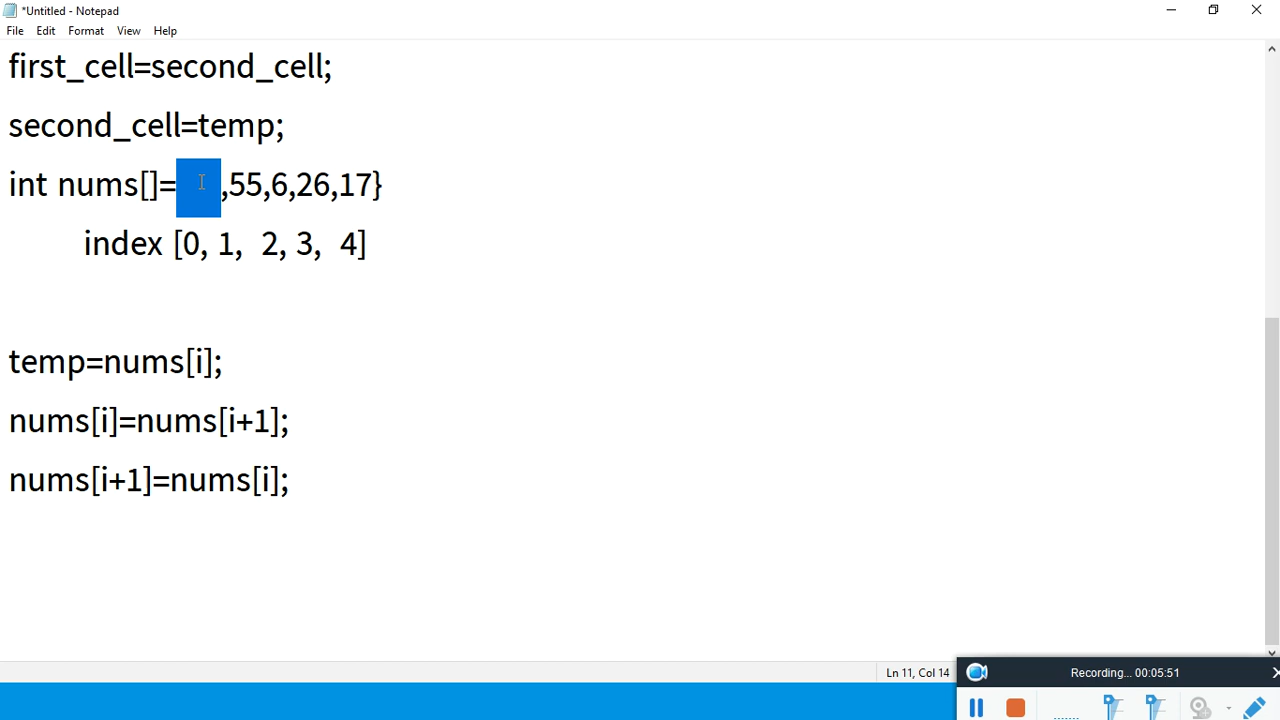 *Untitled - Notepad
File Edit Format View Help
first_cell=second_cell;
second_cell=temp;
int nums[]= ,55,6,26,17}
index [0, 1, 2, 3, 4]
temp=nums[i];
nums[i]=nums[i+1];
nums[i+1]=nums[i];
Ln 11, Col 14
Recording... 00:05:51